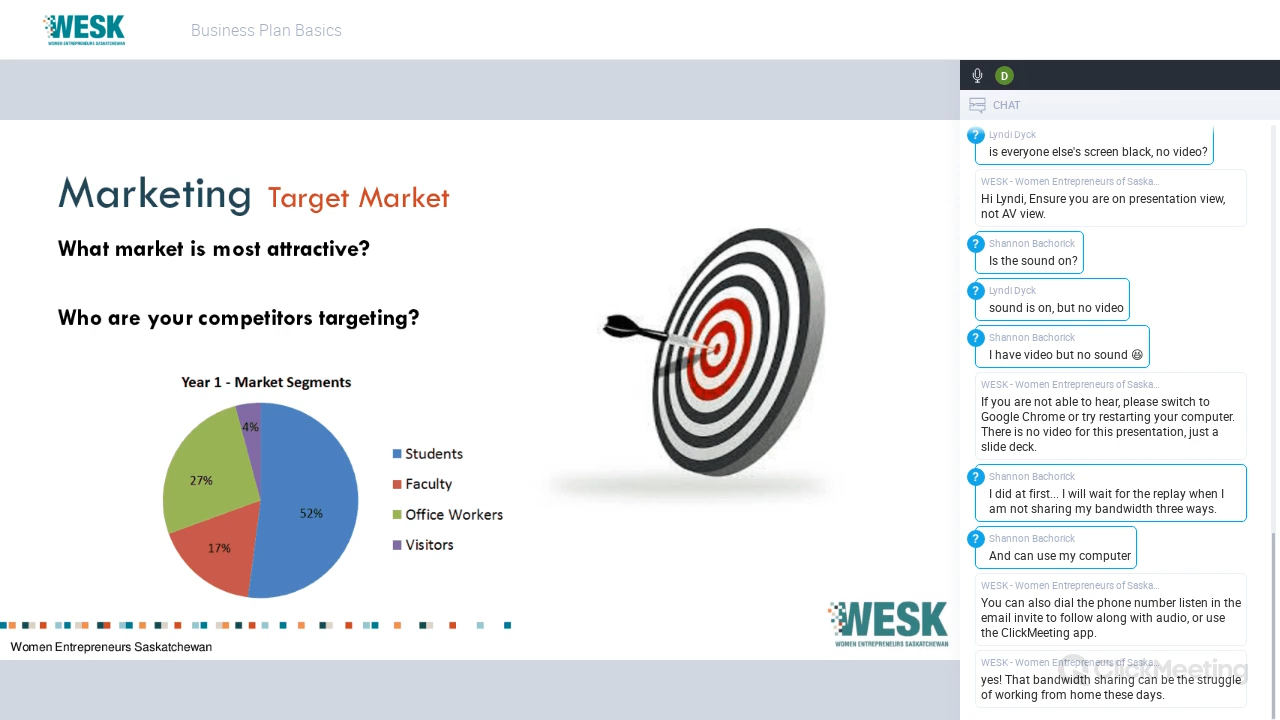 WESK
WOMEN ENTREPRENEURS SASKATCHEWAN
Business Plan Basics
Marketing Target Market
What market is most attractive?
Who are your competitors targeting?
Year 1 - Market Segments
4%
27%
52%
17%
Students
Faculty
Office Workers
Visitors
WESK
WOMEN ENTREPRENEURS SASKATCHEWAN
Women Entrepreneurs Saskatchewan
D
CHAT
? Lyndi Dyck
is everyone else's screen black, no video?
WESK - Women Entrepreneurs of Saska...
Hi Lyndi, Ensure you are on presentation view,
not AV view.
? Shannon Bachorick
Is the sound on?
? Lyndi Dyck
sound is on, but no video
? Shannon Bachorick
I have video but no sound 😆
WESK - Women Entrepreneurs of Saska...
If you are not able to hear, please switch to
Google Chrome or try restarting your computer.
There is no video for this presentation, just a
slide deck.
? Shannon Bachorick
I did at first... I will wait for the replay when I
am not sharing my bandwidth three ways.
? Shannon Bachorick
And can use my computer
WESK - Women Entrepreneurs of Saska...
You can also dial the phone number listen in the
email invite to follow along with audio, or use
the ClickMeeting app.
WESK - Women Entrepreneurs of Saska...
yes! That bandwidth sharing can be the struggle
of working from home these days.
ClickMeeting